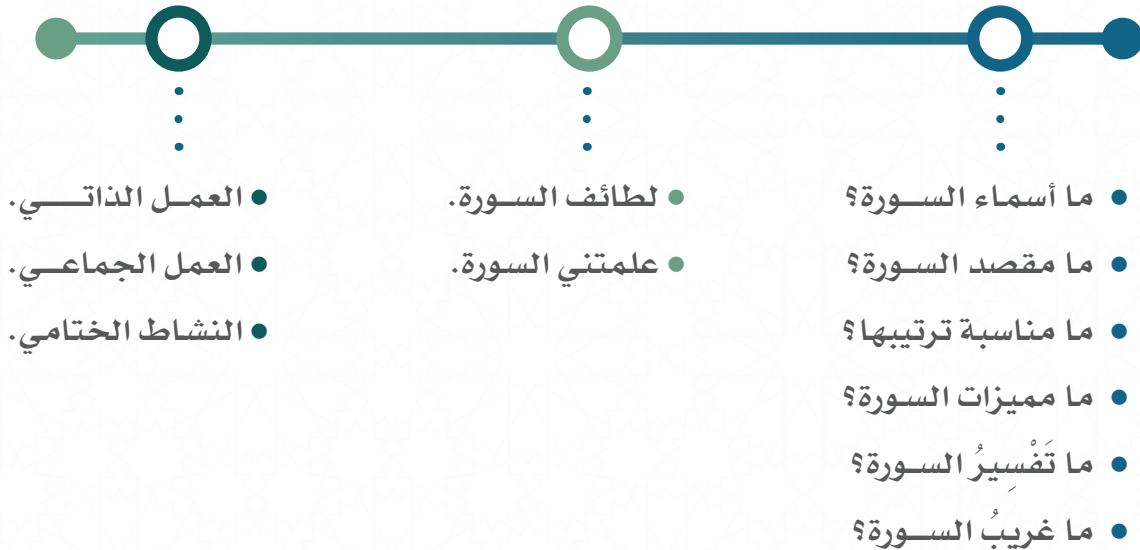 ما أسماء السورة؟
ما مقصد السورة؟
ما مناسبة ترتيبها؟
ما مميزات السورة؟
ما تَفْسِيرُ السورة؟
ما غريبُ السورة؟
لطائف السورة.
علمتني السورة.
العمل الذاتي.
العمل الجماعي.
النشاط الختامي.